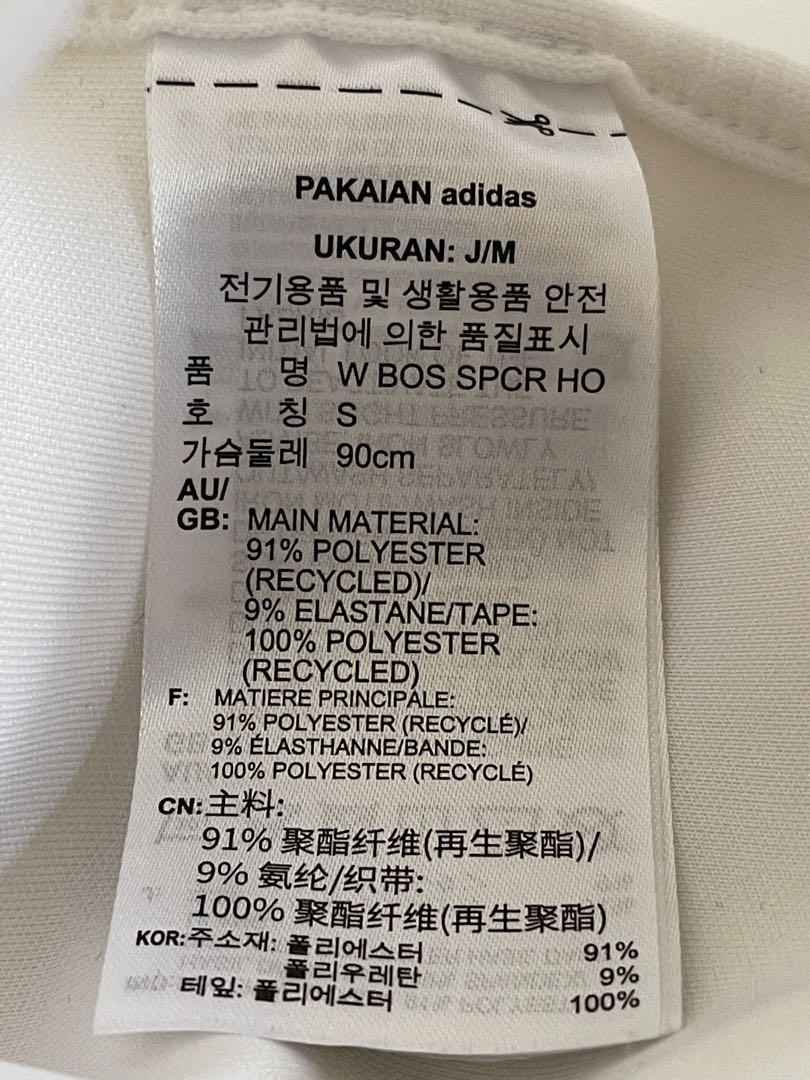 PAKAIAN adidas
UKURAN: J/M
전기용품 및 생활용품 안전
관리법에 의한 품질표시
품 명 W BOS SPCR HO
호 칭 S
가슴둘레 90cm
AU/
GB: MAIN MATERIAL:
91% POLYESTER
(RECYCLED)/
9% ELASTANE/TAPE:
100% POLYESTER
(RECYCLED)
F: MATIERE PRINCIPALE:
91% POLYESTER (RECYCLÉ)/
9% ÉLASTHANNE/BANDE:
100% POLYESTER (RECYCLÉ)
CN: 主料:
91% 聚酯纤维(再生聚酯)/
9% 氨纶/织带:
100% 聚酯纤维(再生聚酯)
KOR: 주소재: 폴리에스터 91%
폴리우레탄 9%
테잎: 폴리에스터 100%